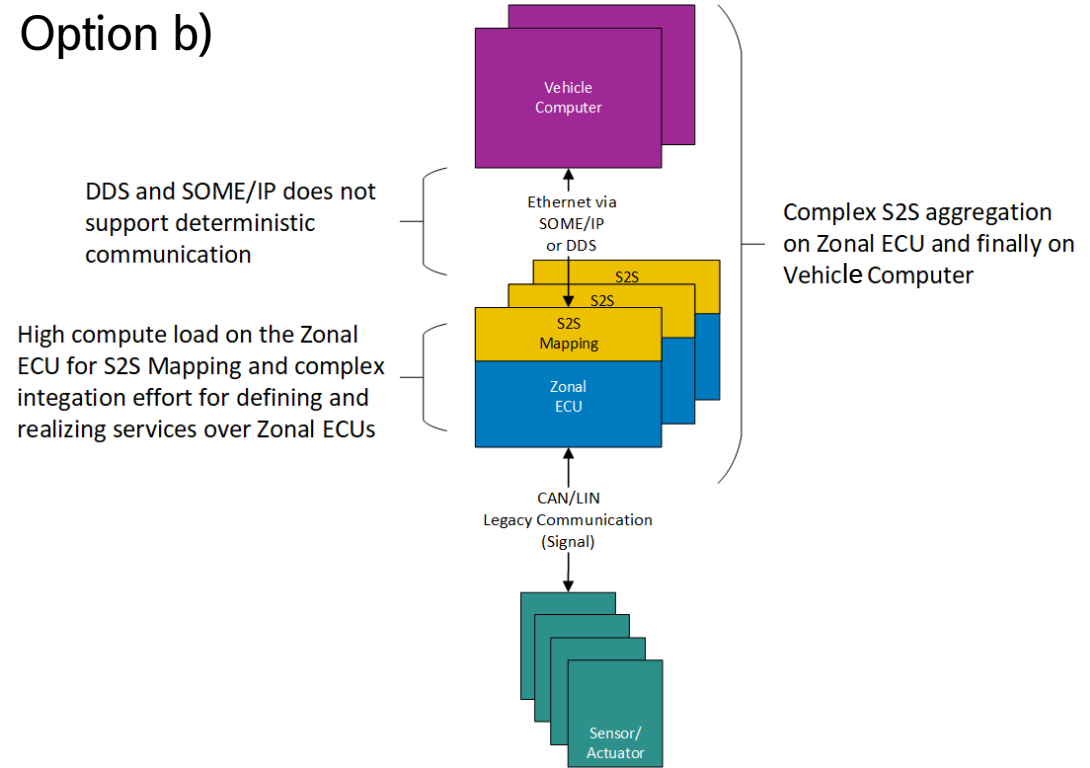 Option b)
Vehicle
Computer
DDS and SOME/IP does not
support deterministic
communication
Ethernet via
SOME/IP
or DDS
Complex S2S aggregation
on Zonal ECU and finally on
Vehicle Computer
S2S
S2S
S2S
Mapping
High compute load on the Zonal
ECU for S2S Mapping and complex
integation effort for defining and
realizing services over Zonal ECUs
Zonal
ECU
CAN/LIN
Legacy Communication
(Signal)
Sensor/
Actuator